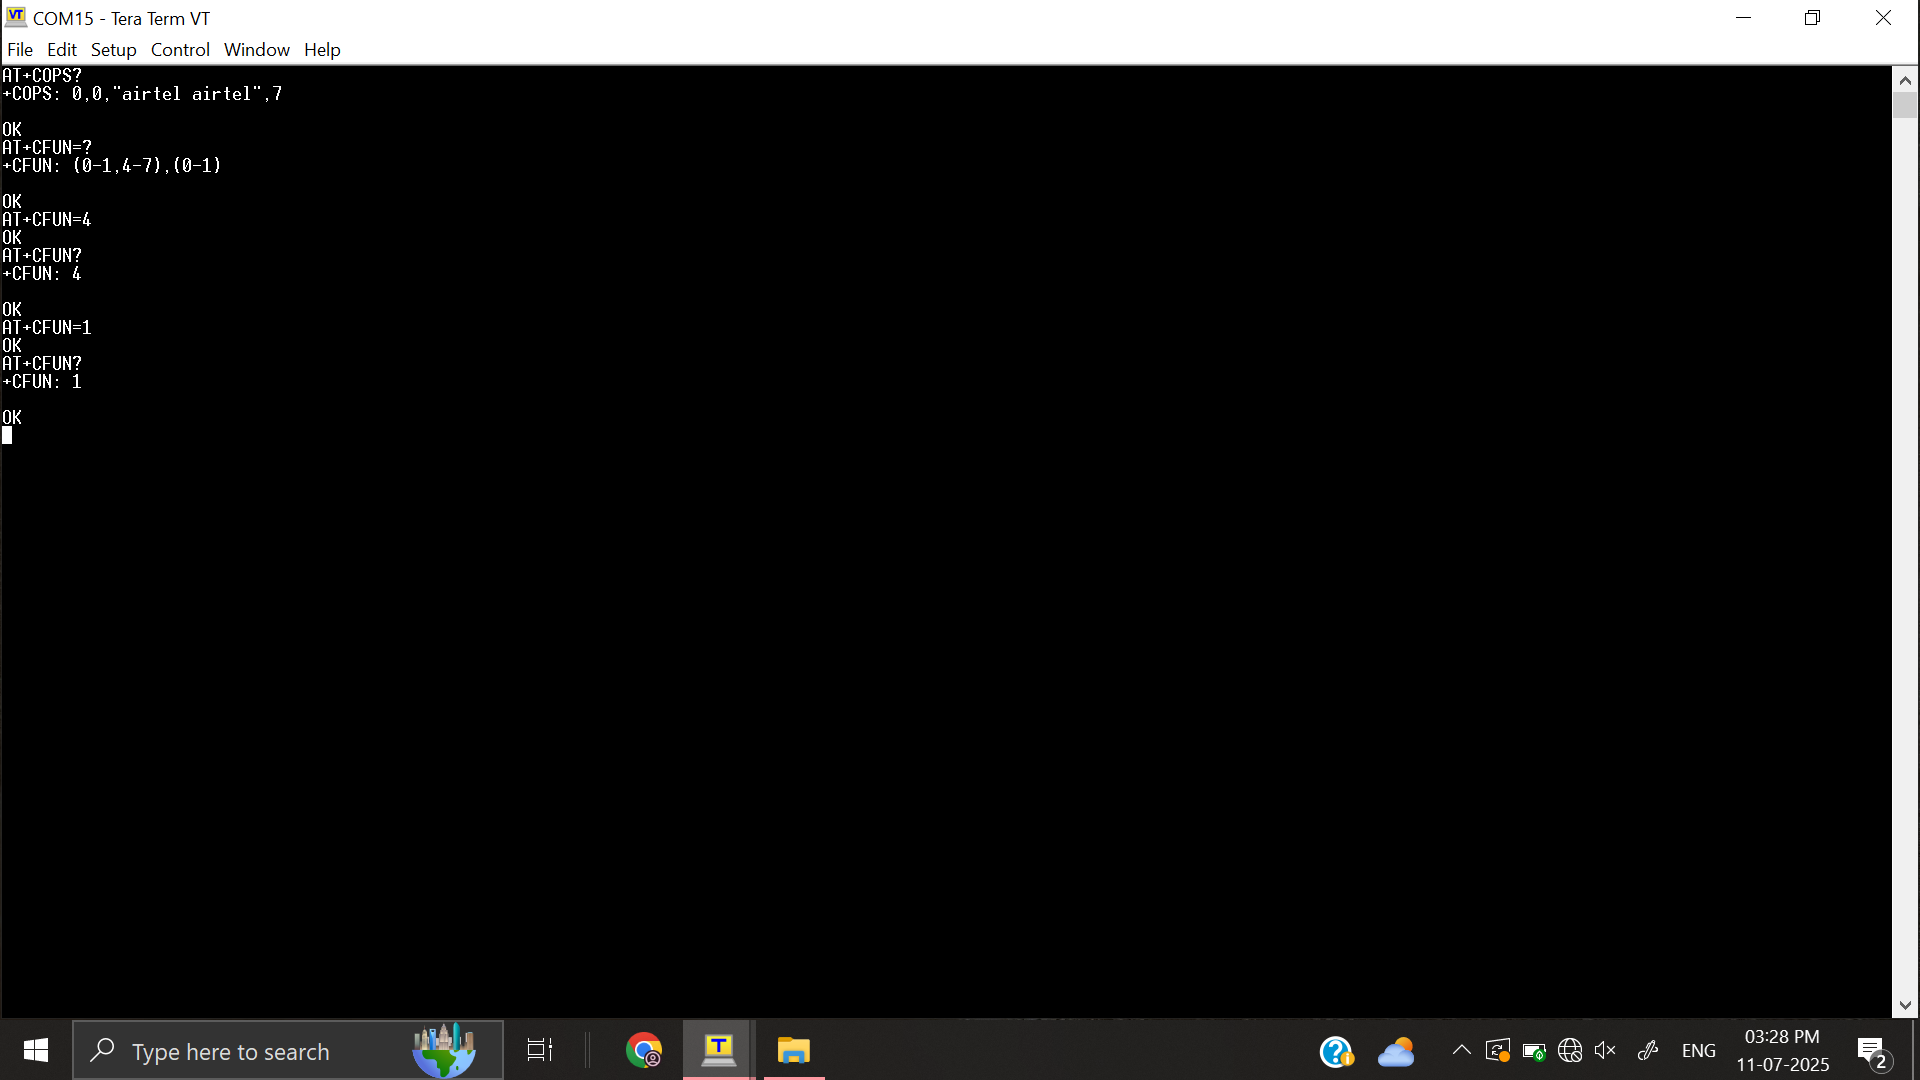 COM15 - Tera Term VT
File Edit Setup Control Window Help
AT+COPS?
+COPS: 0,0,"airtel airtel",7
OK
AT+CFUN=?
+CFUN: (0-1,4-7),(0-1)
OK
AT+CFUN=4
OK
AT+CFUN?
+CFUN: 4
OK
AT+CFUN=1
OK
AT+CFUN?
+CFUN: 1
OK
Type here to search
ENG
03:28 PM
11-07-2025
2